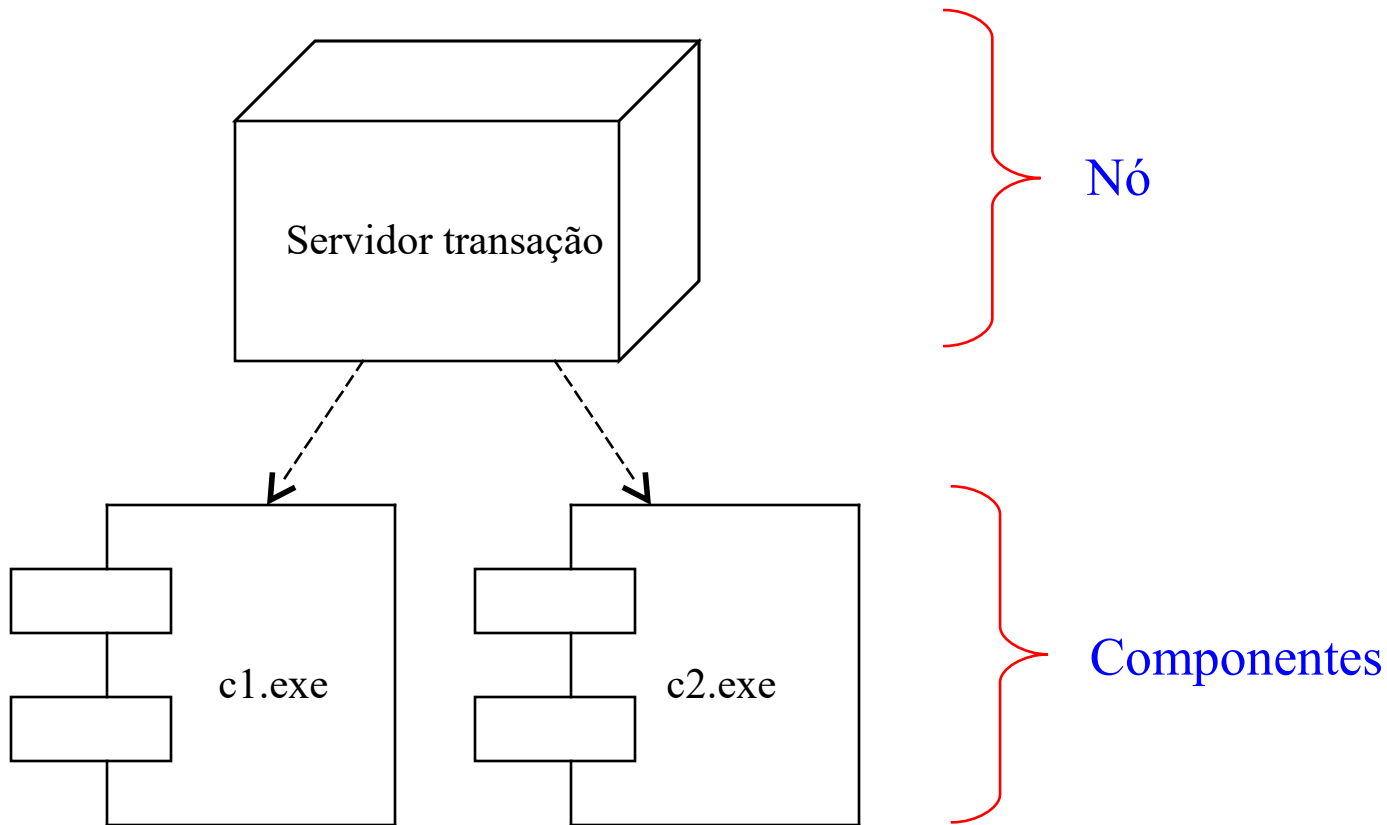 Nó
Servidor transação
Componentes
c1.exe
c2.exe